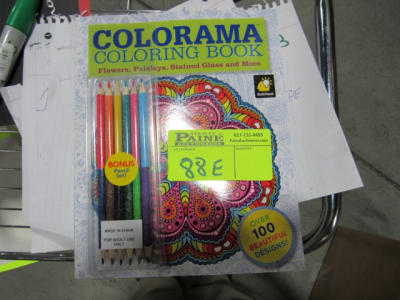 COLORAMA
COLORING BOOK
Flowers, Paisleys, Stained Glass and More
PAINE
88E
BONUS
Pencil
Set!
MADE IN CHINA
FOR ADULT USE
ONLY
OVER
100
BEAUTIFUL
DESIGNS!